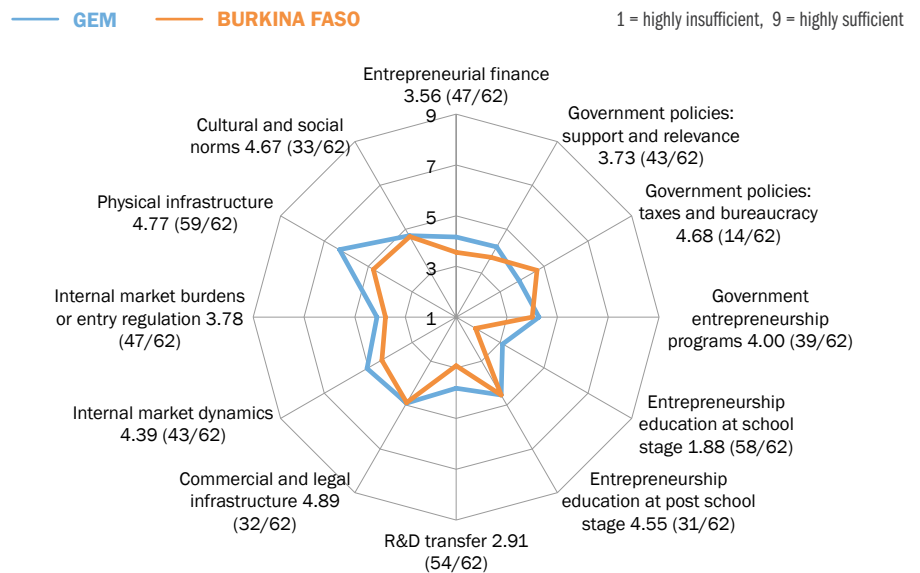 GEM BURKINA FASO 1 = highly insufficient, 9 = highly sufficient
Entrepreneurial finance
3.56 (47/62)
Government policies:
support and relevance
3.73 (43/62)
Government policies:
taxes and bureaucracy
4.68 (14/62)
Government
entrepreneurship
programs 4.00 (39/62)
Entrepreneurship
education at school
stage 1.88 (58/62)
Entrepreneurship
education at post school
stage 4.55 (31/62)
R&D transfer 2.91
(54/62)
Commercial and legal
infrastructure 4.89
(32/62)
Internal market dynamics
4.39 (43/62)
Internal market burdens
or entry regulation 3.78
(47/62)
Physical infrastructure
4.77 (59/62)
Cultural and social
norms 4.67 (33/62)
9
7
5
3
1